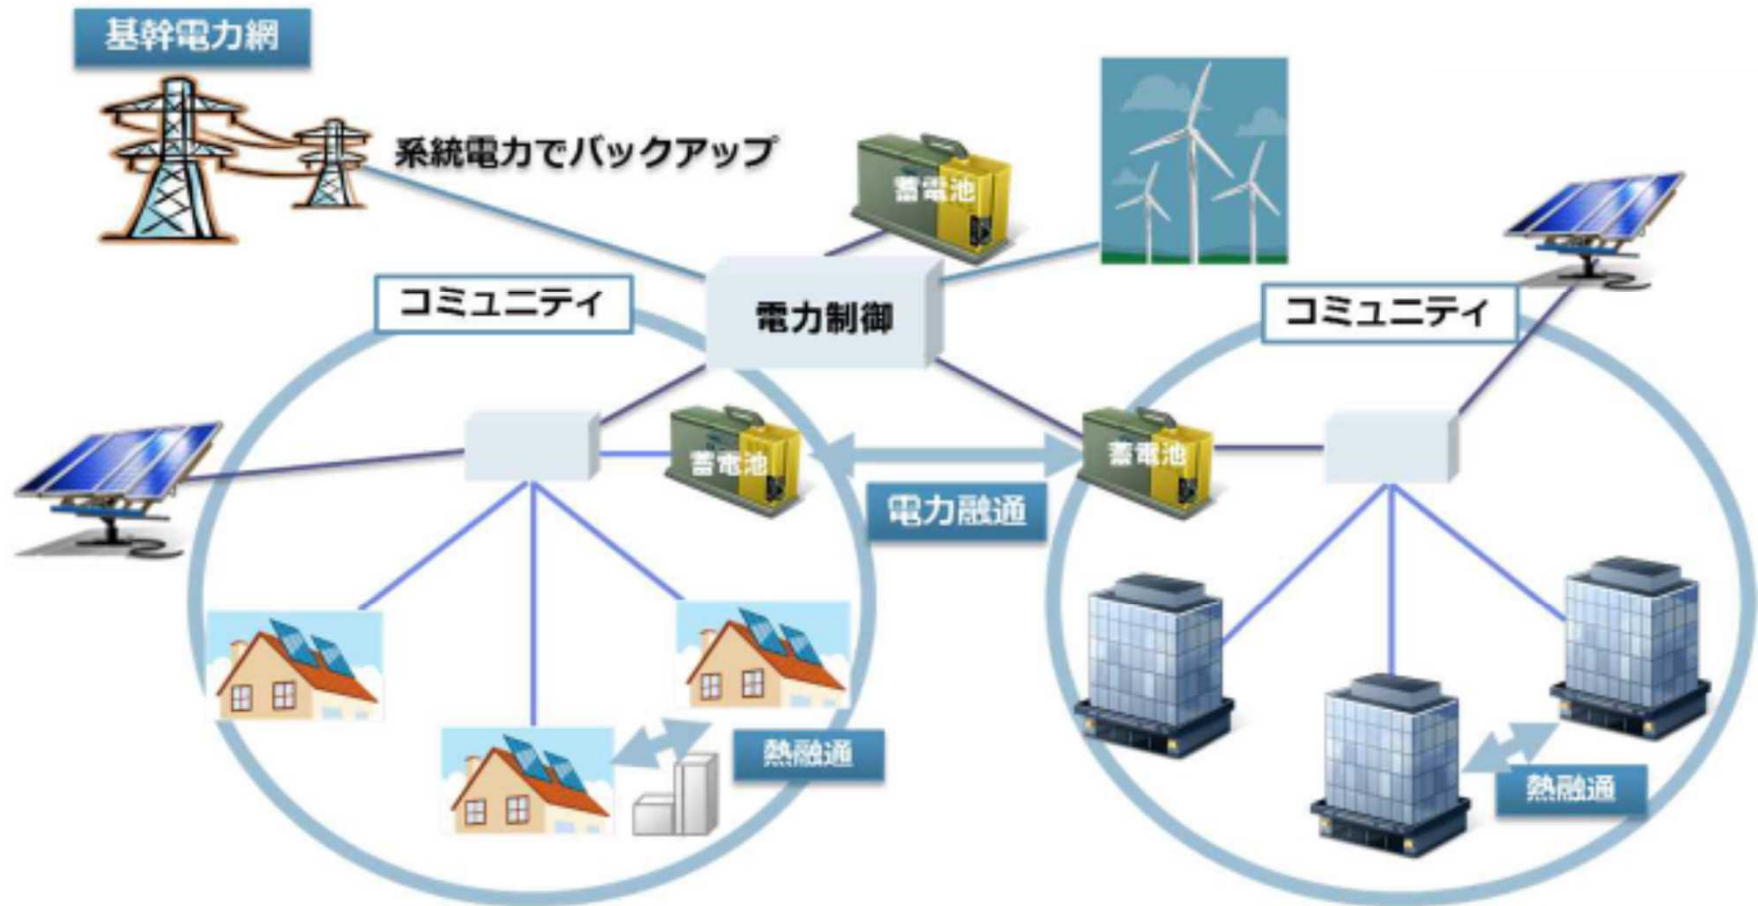 基幹電力網
系統電力でバックアップ
蓄電池
電力制御
コミュニティ
コミュニティ
蓄電池
蓄電池
電力融通
熱融通
熱融通